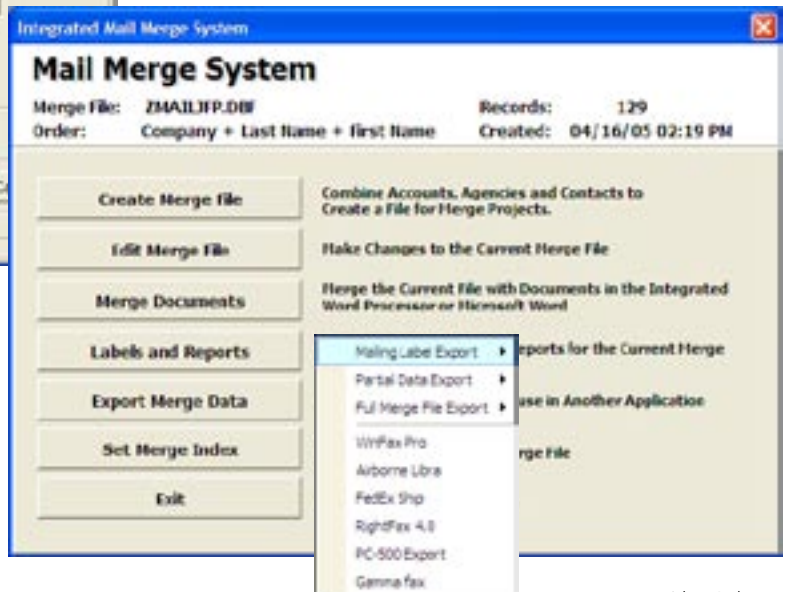 Integrated Mail Merge System
Mail Merge System
Merge File: ZMAILJFP.DBF Records: 129
Order: Company + Last Name + First Name Created: 04/16/05 02:19 PM
Create Merge File
Combine Accounts, Agencies and Contacts to
Create a File for Merge Projects.
Edit Merge File
Make Changes to the Current Merge File
Merge Documents
Merge the Current File with Documents in the Integrated
Word Processor or Microsoft Word
Labels and Reports
eports for the Current Merge
Export Merge Data
use in Another Application
Set Merge Index
rge File
Exit
Mailing Label Export
Partial Data Export
Full Merge File Export
WinFax Pro
Airborne Libra
FedEx Ship
RightFax 4.0
PC-500 Export
Gamma fax